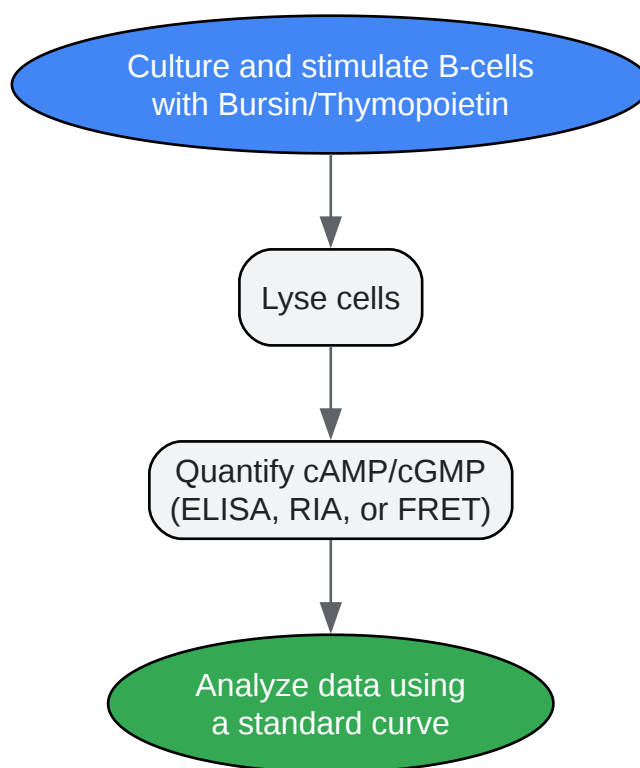 Culture and stimulate B-cells
with Bursin/Thymopoietin
Lyse cells
Quantify cAMP/cGMP
(ELISA, RIA, or FRET)
Analyze data using
a standard curve